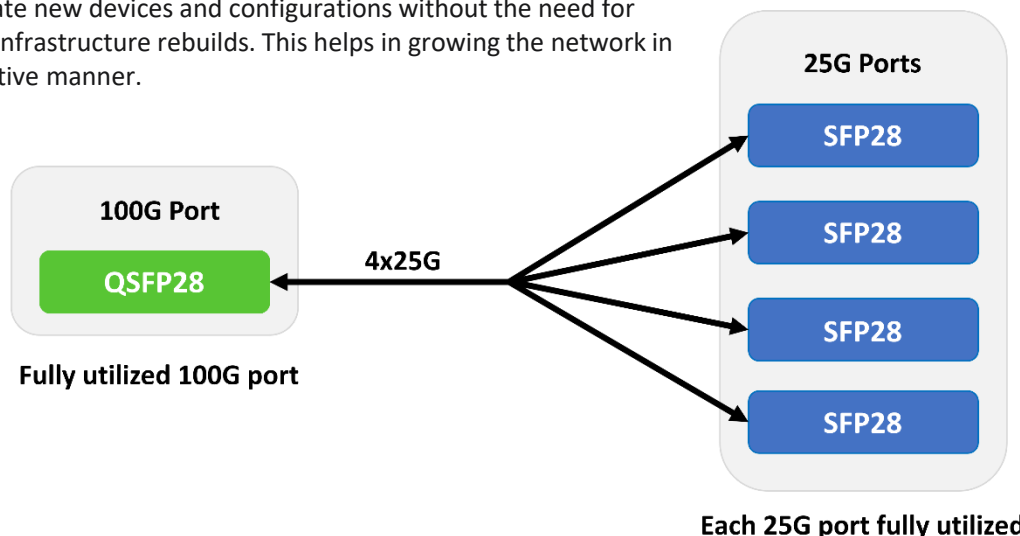 ate new devices and configurations without the need for
nfrastructure rebuilds. This helps in growing the network in
tive manner.
25G Ports
SFP28
100G Port
SFP28
4x25G
QSFP28
SFP28
Fully utilized 100G port
SFP28
Each 25G port fully utilized